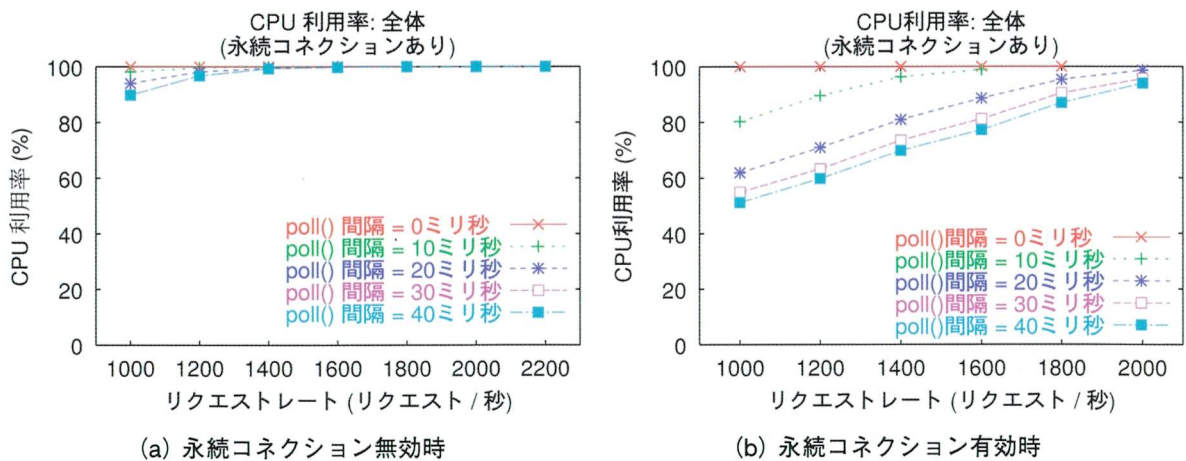 CPU 利用率: 全体
(永続コネクションあり)
CPU 利用率 (%)
100
80
60
40
20
0
poll() 間隔 = 0ミリ秒
poll() 間隔 = 10ミリ秒
poll() 間隔 = 20ミリ秒
poll() 間隔 = 30ミリ秒
poll() 間隔 = 40ミリ秒
1000 1200 1400 1600 1800 2000 2200
リクエストレート (リクエスト / 秒)
(a) 永続コネクション無効時
CPU利用率: 全体
(永続コネクションあり)
CPU利用率 (%)
100
80
60
40
20
0
poll()間隔 = 0ミリ秒
poll()間隔 = 10ミリ秒
poll()間隔 = 20ミリ秒
poll()間隔 = 30ミリ秒
poll()間隔 = 40ミリ秒
1000 1200 1400 1600 1800 2000
リクエストレート (リクエスト / 秒)
(b) 永続コネクション有効時